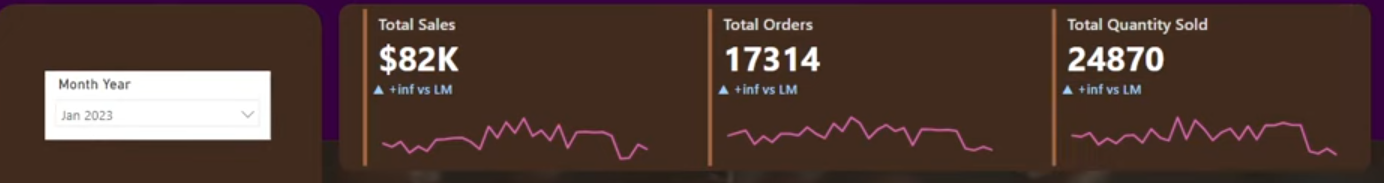 Month Year
Jan 2023
Total Sales
$82K
▲ +inf vs LM
Total Orders
17314
▲ +inf vs LM
Total Quantity Sold
24870
▲ +inf vs LM